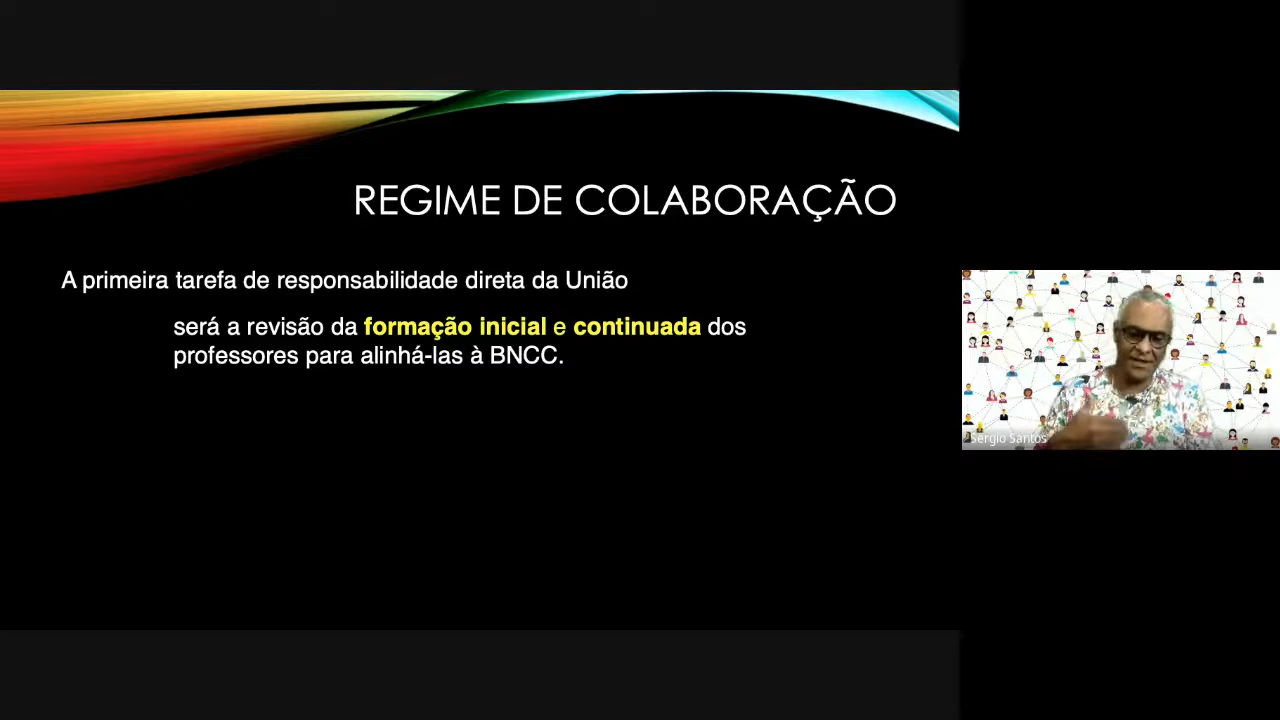 REGIME DE COLABORAÇÃO
A primeira tarefa de responsabilidade direta da União
será a revisão da formação inicial e continuada dos
professores para alinhá-las à BNCC.
Sergio Santos